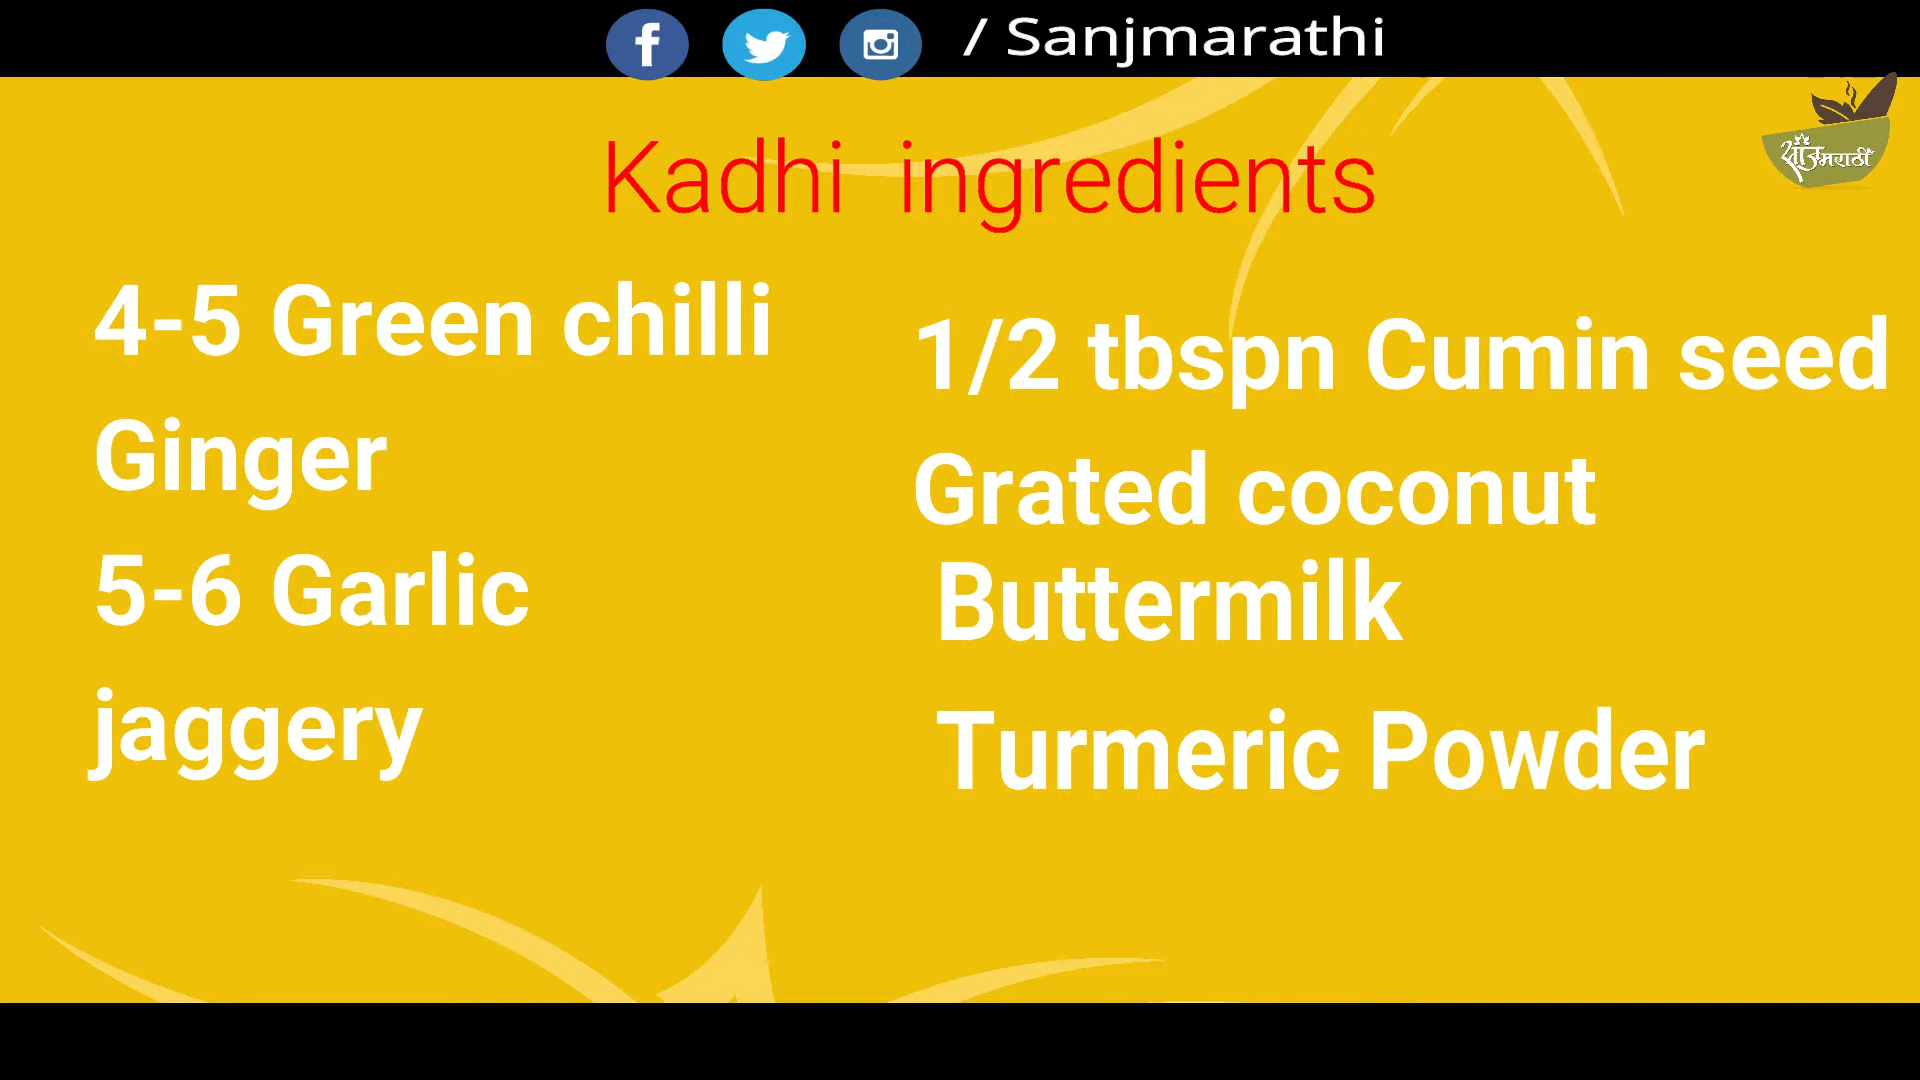 / Sanjmarathi
सांजमराठी
Kadhi ingredients
4-5 Green chilli
Ginger
5-6 Garlic
jaggery
1/2 tbspn Cumin seed
Grated coconut
Buttermilk
Turmeric Powder